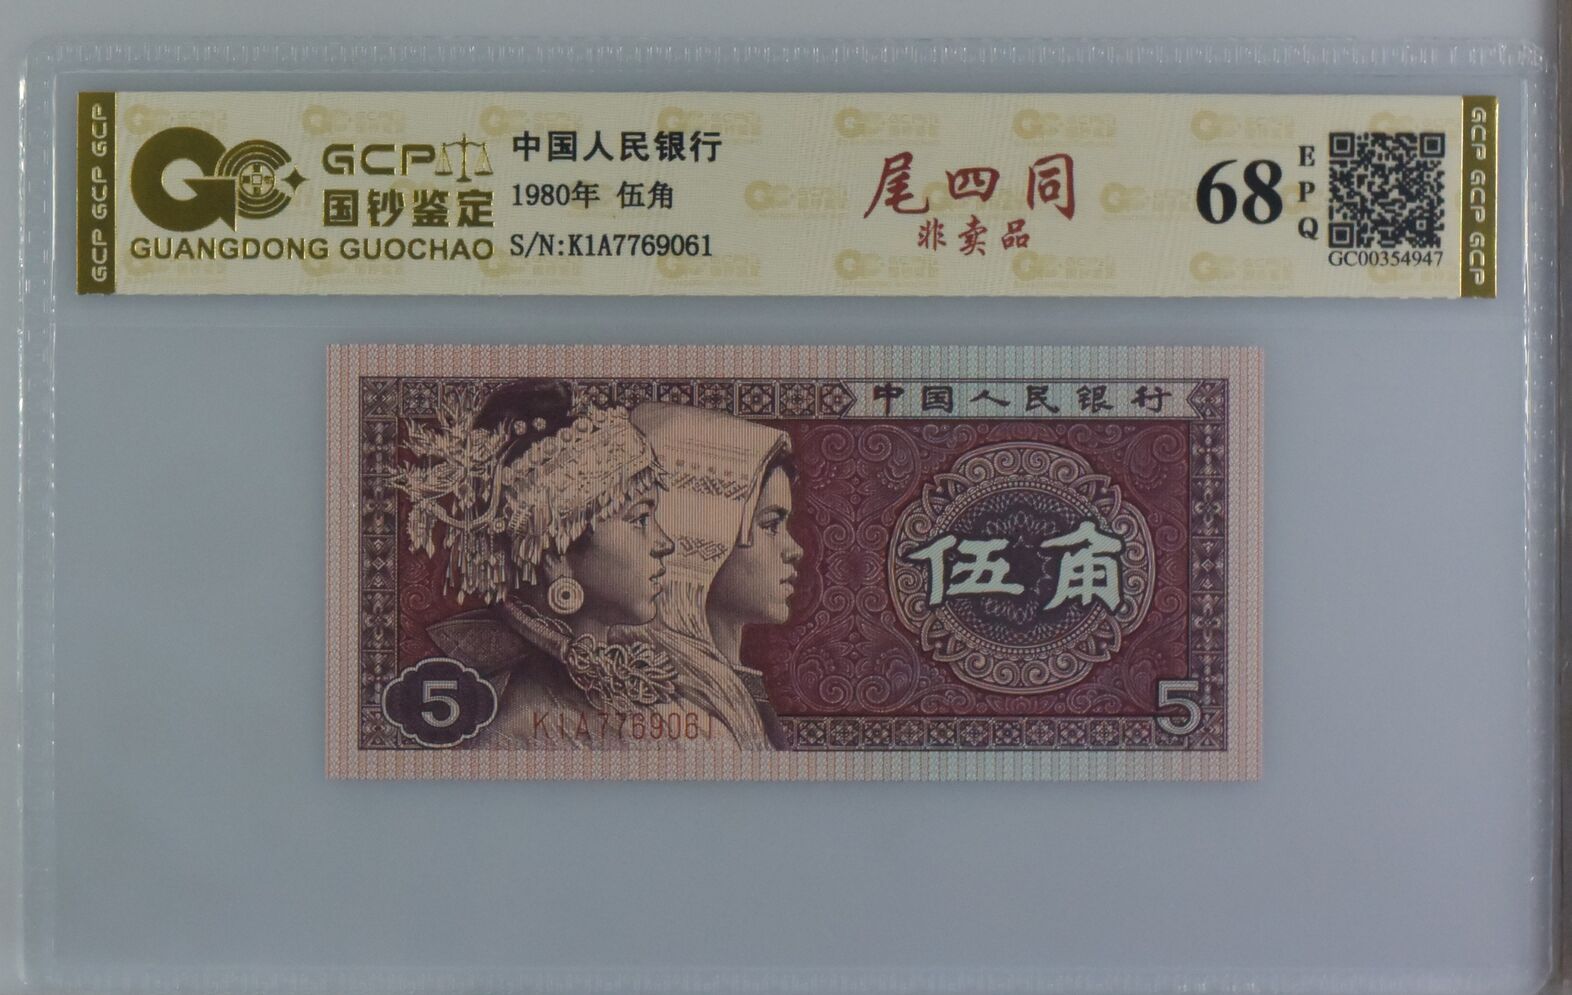 GCP GCP GCP
GCP
国钞鉴定
GUANGDONG GUOCHAO
中国人民银行
1980年 伍角
S/N:K1A7769061
尾四同
非卖品
68
EPQ
GC00354947
GCP GCP GCP
中国人民银行
伍角
5
K1A7769061
5